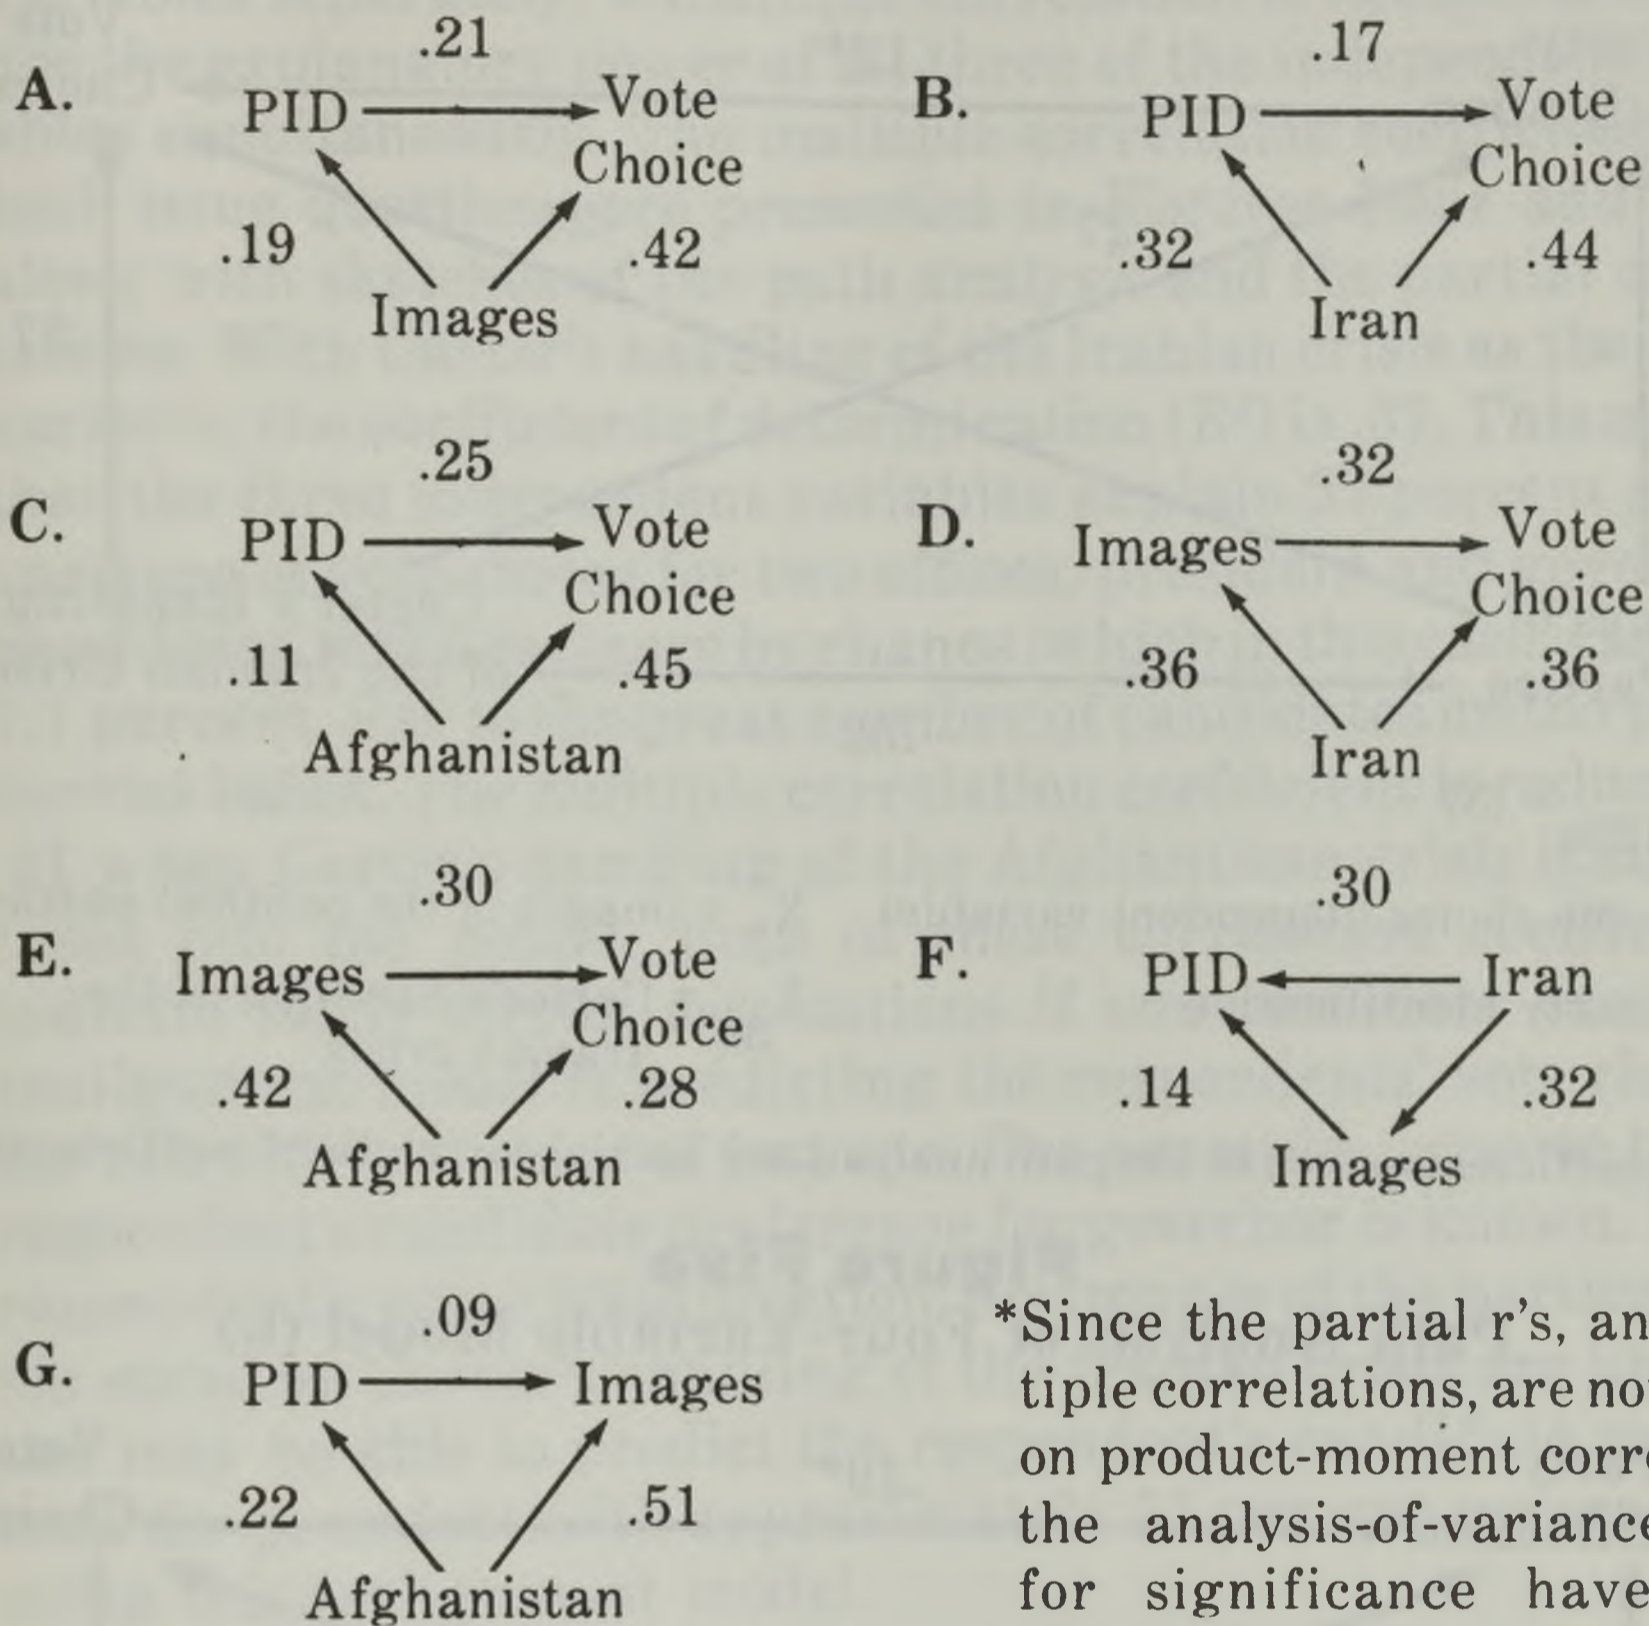 .21
A. PID Vote
Choice
.19 .42
Images
.17
B. PID Vote
Choice
.32 .44
Iran
.25
C. PID Vote
Choice
.11 .45
Afghanistan
.32
D. Images Vote
Choice
.36 .36
Iran
.30
E. Images Vote
Choice
.42 .28
Afghanistan
.30
F. PID Iran
.14 .32
Images
.09
G. PID Images
.22 .51
Afghanistan
*Since the partial r's, an
tiple correlations, are no
on product-moment corr
the analysis-of-variance
for significance have